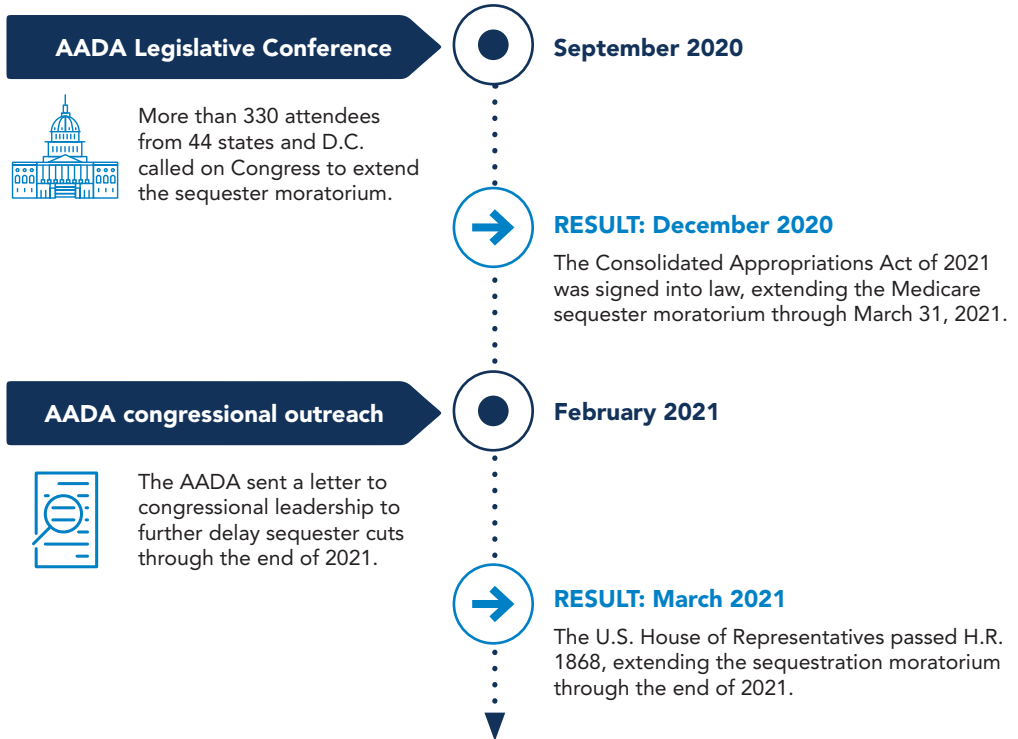 AADA Legislative Conference
September 2020
More than 330 attendees
from 44 states and D.C.
called on Congress to extend
the sequester moratorium.
RESULT: December 2020
The Consolidated Appropriations Act of 2021
was signed into law, extending the Medicare
sequester moratorium through March 31, 2021.
AADA congressional outreach
February 2021
The AADA sent a letter to
congressional leadership to
further delay sequester cuts
through the end of 2021.
RESULT: March 2021
The U.S. House of Representatives passed H.R.
1868, extending the sequestration moratorium
through the end of 2021.